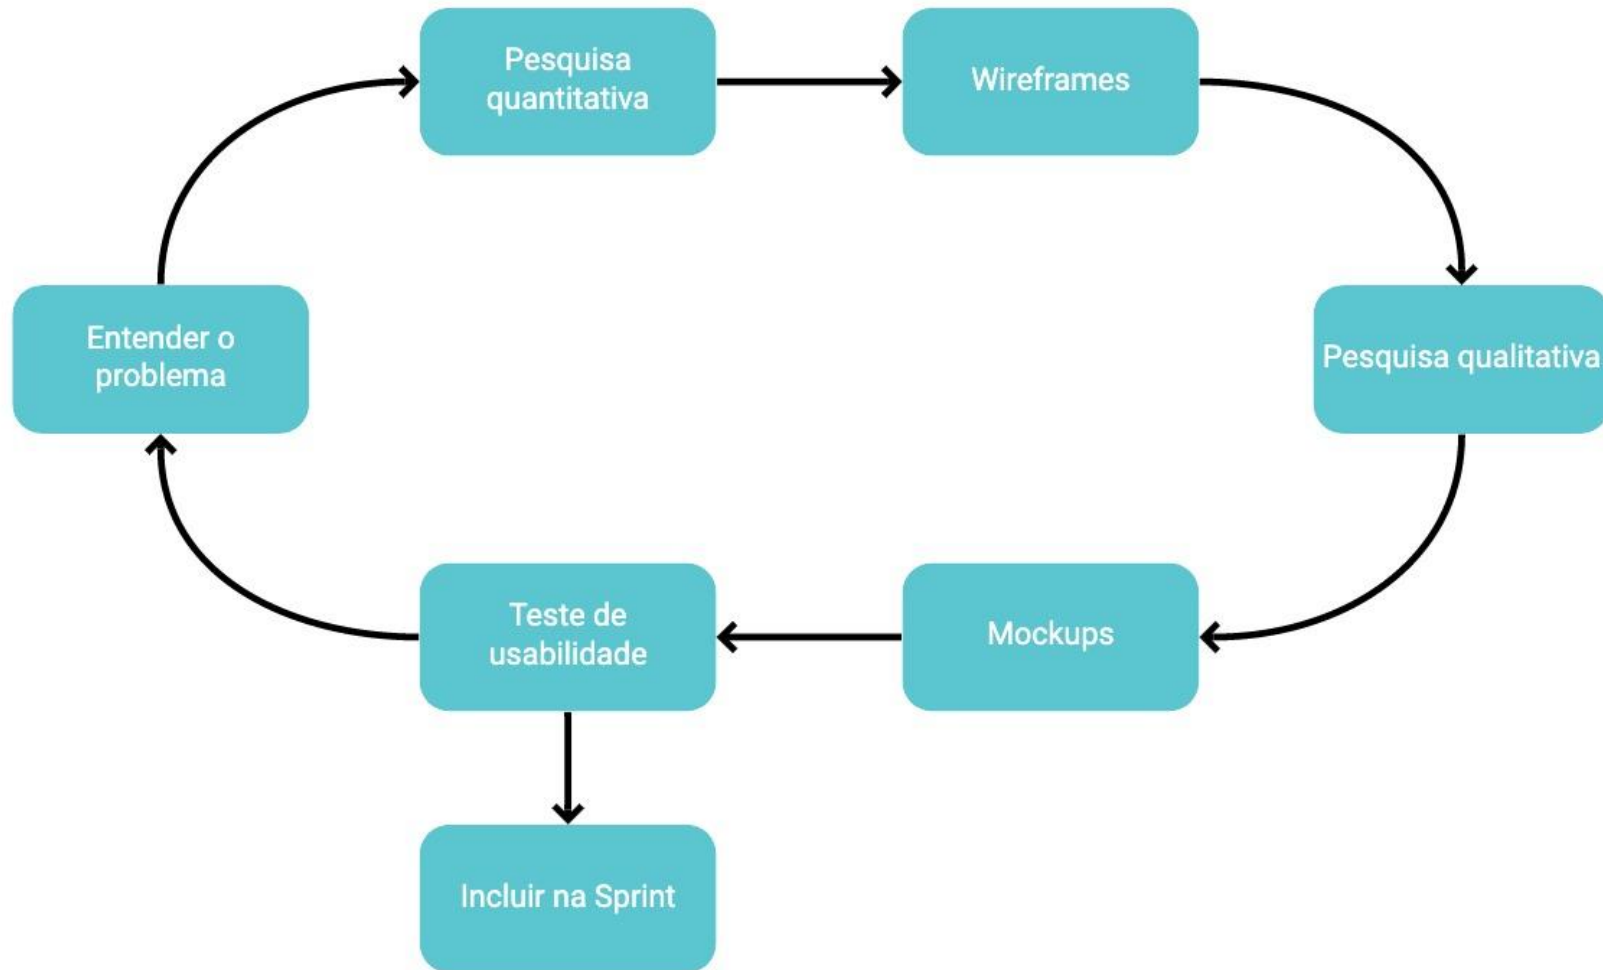 Pesquisa
quantitativa
Wireframes
Entender o
problema
Pesquisa qualitativa
Teste de
usabilidade
Mockups
Incluir na Sprint